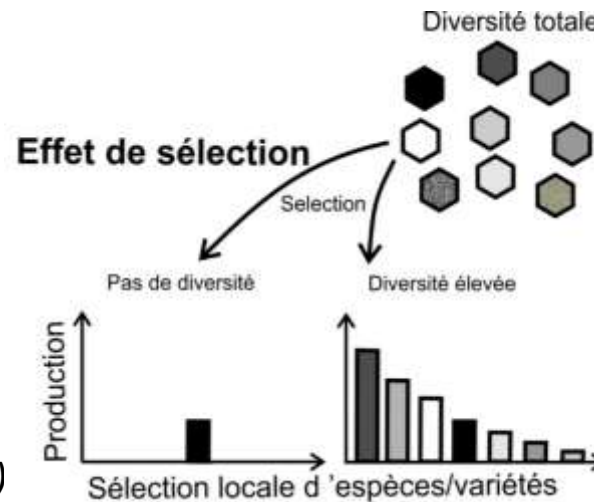 Diversité totale
Effet de sélection
Selection
Pas de diversité
Diversité élevée
Production
Sélection locale d 'espèces/variétés